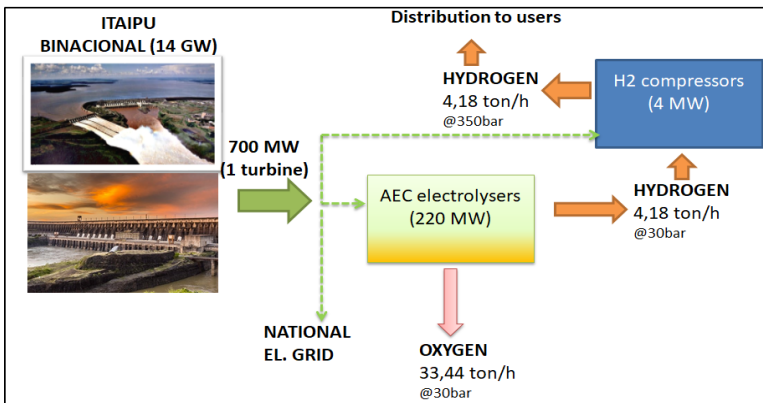 ITAIPU
BINACIONAL (14 GW)
Distribution to users
HYDROGEN
4,18 ton/h
@350bar
H2 compressors
(4 MW)
700 MW
(1 turbine)
AEC electrolysers
(220 MW)
HYDROGEN
4,18 ton/h
@30bar
NATIONAL
EL. GRID
OXYGEN
33,44 ton/h
@30bar